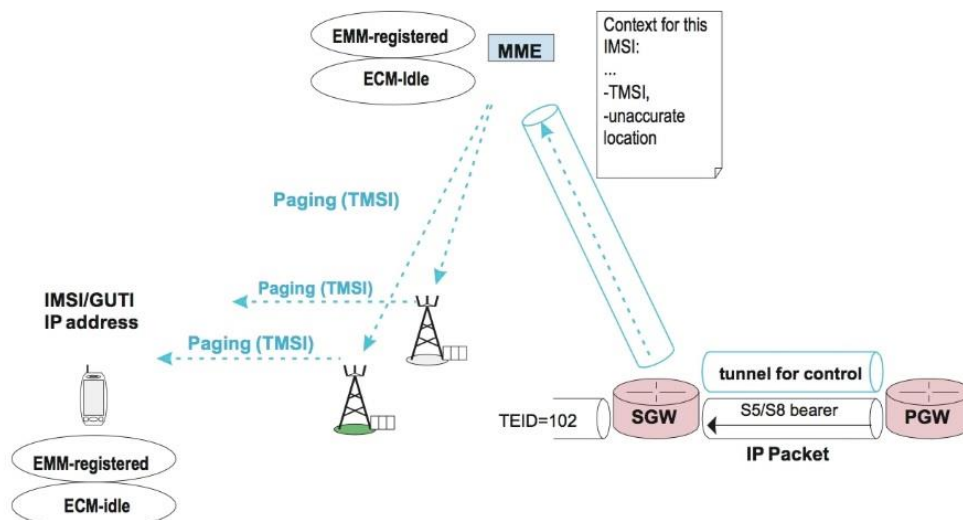 EMM-registered
ECM-Idle
MME
Context for this
IMSI:
...
-TMSI,
-unaccurate
location
Paging (TMSI)
Paging (TMSI)
IMSI/GUTI
IP address
Paging (TMSI)
tunnel for control
TEID=102
SGW
S5/S8 bearer
PGW
IP Packet
EMM-registered
ECM-idle